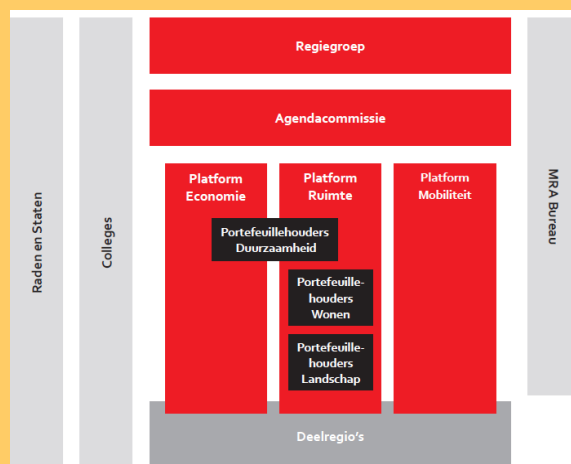 Raden en Staten
Colleges
Regiegroep
Agendacommissie
Platform
Economie
Platform
Ruimte
Platform
Mobiliteit
Portefeuillehouders
Duurzaamheid
Portefeuille-
houders
Wonen
Portefeuille-
houders
Landschap
Deelregio's
MRA Bureau